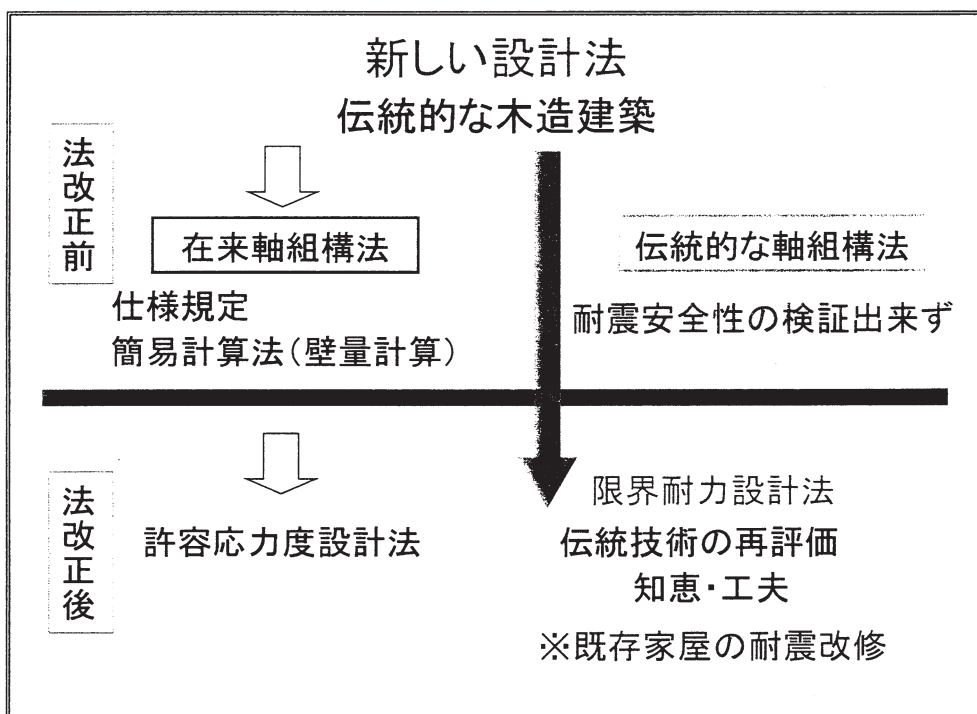 新しい設計法
伝統的な木造建築
法改正前
在来軸組構法
仕様規定
簡易計算法(壁量計算)
伝統的な軸組構法
耐震安全性の検証出来ず
法改正後
許容応力度設計法
限界耐力設計法
伝統技術の再評価
知恵・工夫
※既存家屋の耐震改修